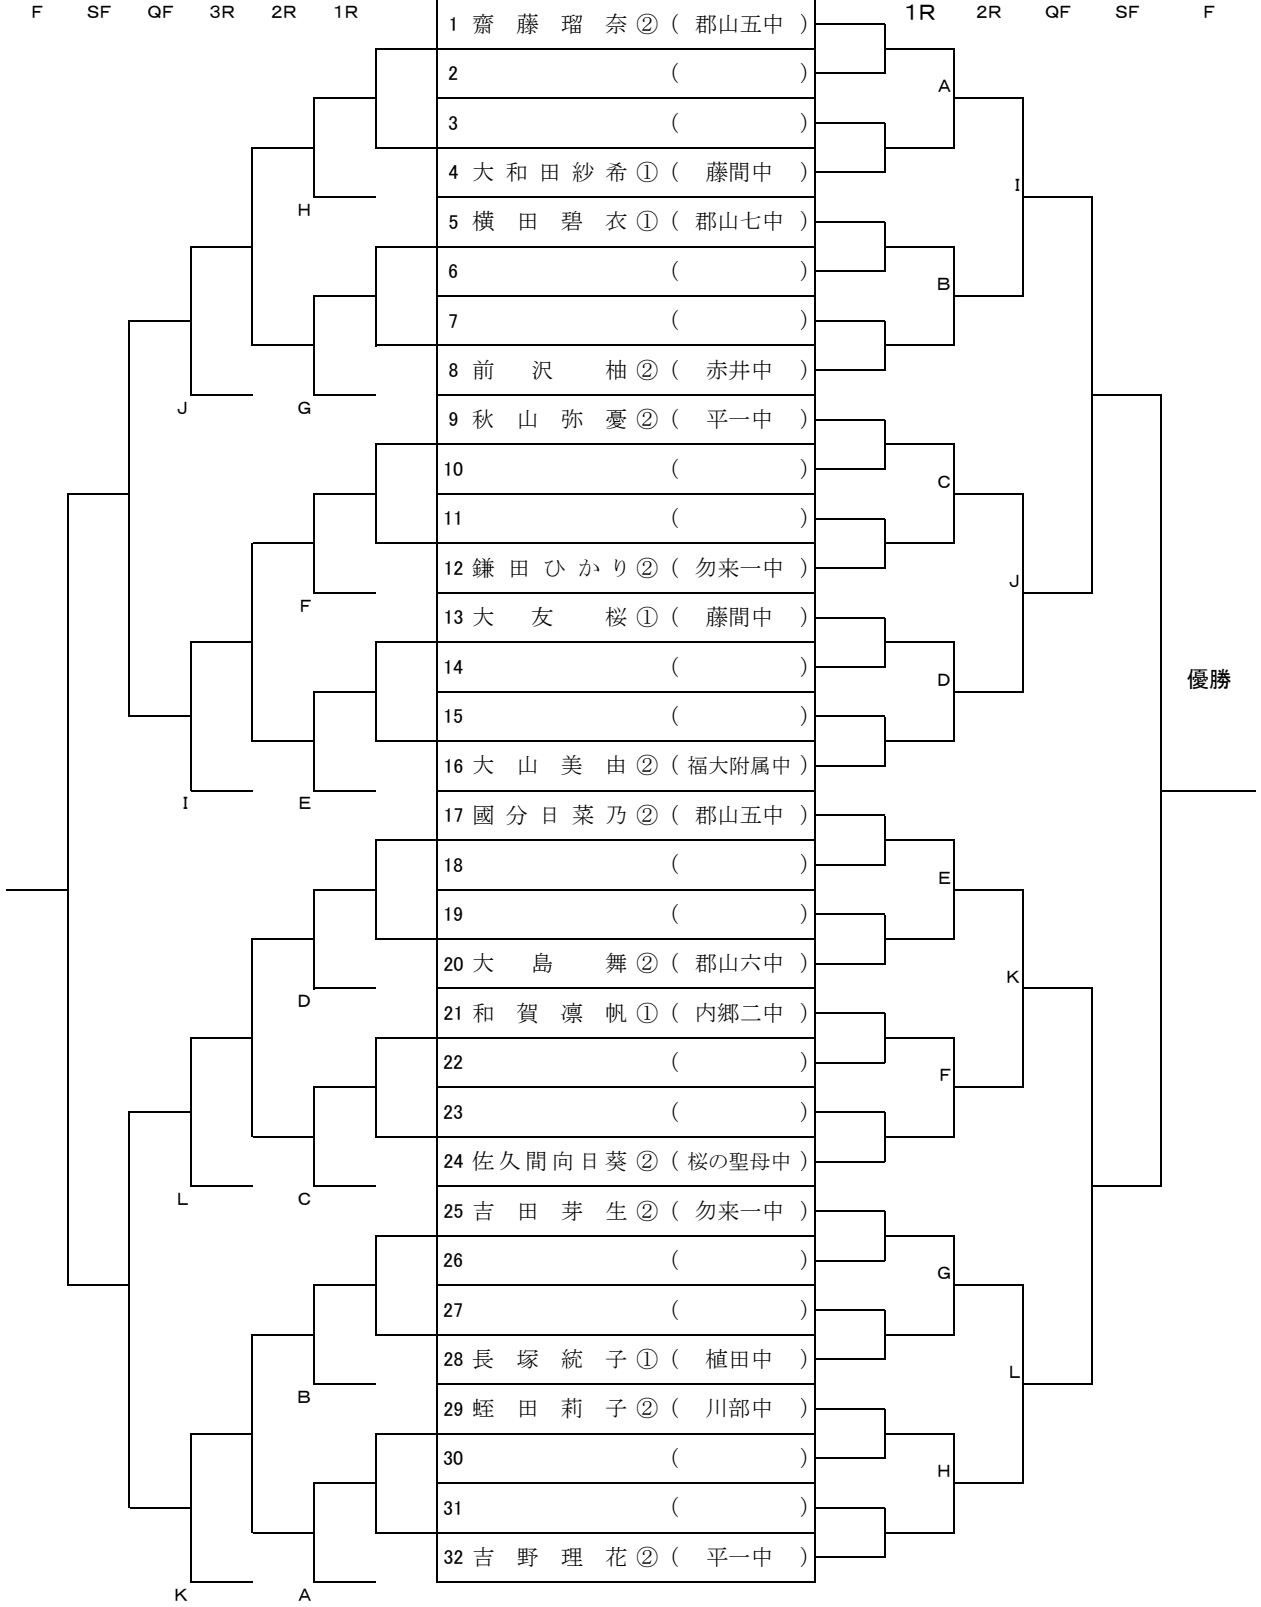 F SF QF 3R 2R 1R 1R 2R QF SF F
1 齋藤瑠奈② ( 郡山五中 )
2 ( )
A
3 ( )
4 大和田紗希① ( 藤間中 )
I
H
5 横田碧衣① ( 郡山七中 )
6 ( )
B
7 ( )
8 前沢柚② ( 赤井中 )
J G
9 秋山弥憂② ( 平一中 )
10 ( )
C
11 ( )
12 鎌田ひかり② ( 勿来一中 )
J
F
13 大友桜① ( 藤間中 )
14 ( )
D
優勝
15 ( )
16 大山美由② ( 福大附属中 )
I E
17 國分日菜乃② ( 郡山五中 )
18 ( )
E
19 ( )
20 大島舞② ( 郡山六中 )
K
D
21 和賀凛帆① ( 内郷二中 )
22 ( )
F
23 ( )
24 佐久間向日葵② ( 桜の聖母中 )
L C
25 吉田芽生② ( 勿来一中 )
26 ( )
G
27 ( )
28 長塚統子① ( 植田中 )
L
B
29 蛭田莉子② ( 川部中 )
30 ( )
H
31 ( )
32 吉野理花② ( 平一中 )
K A